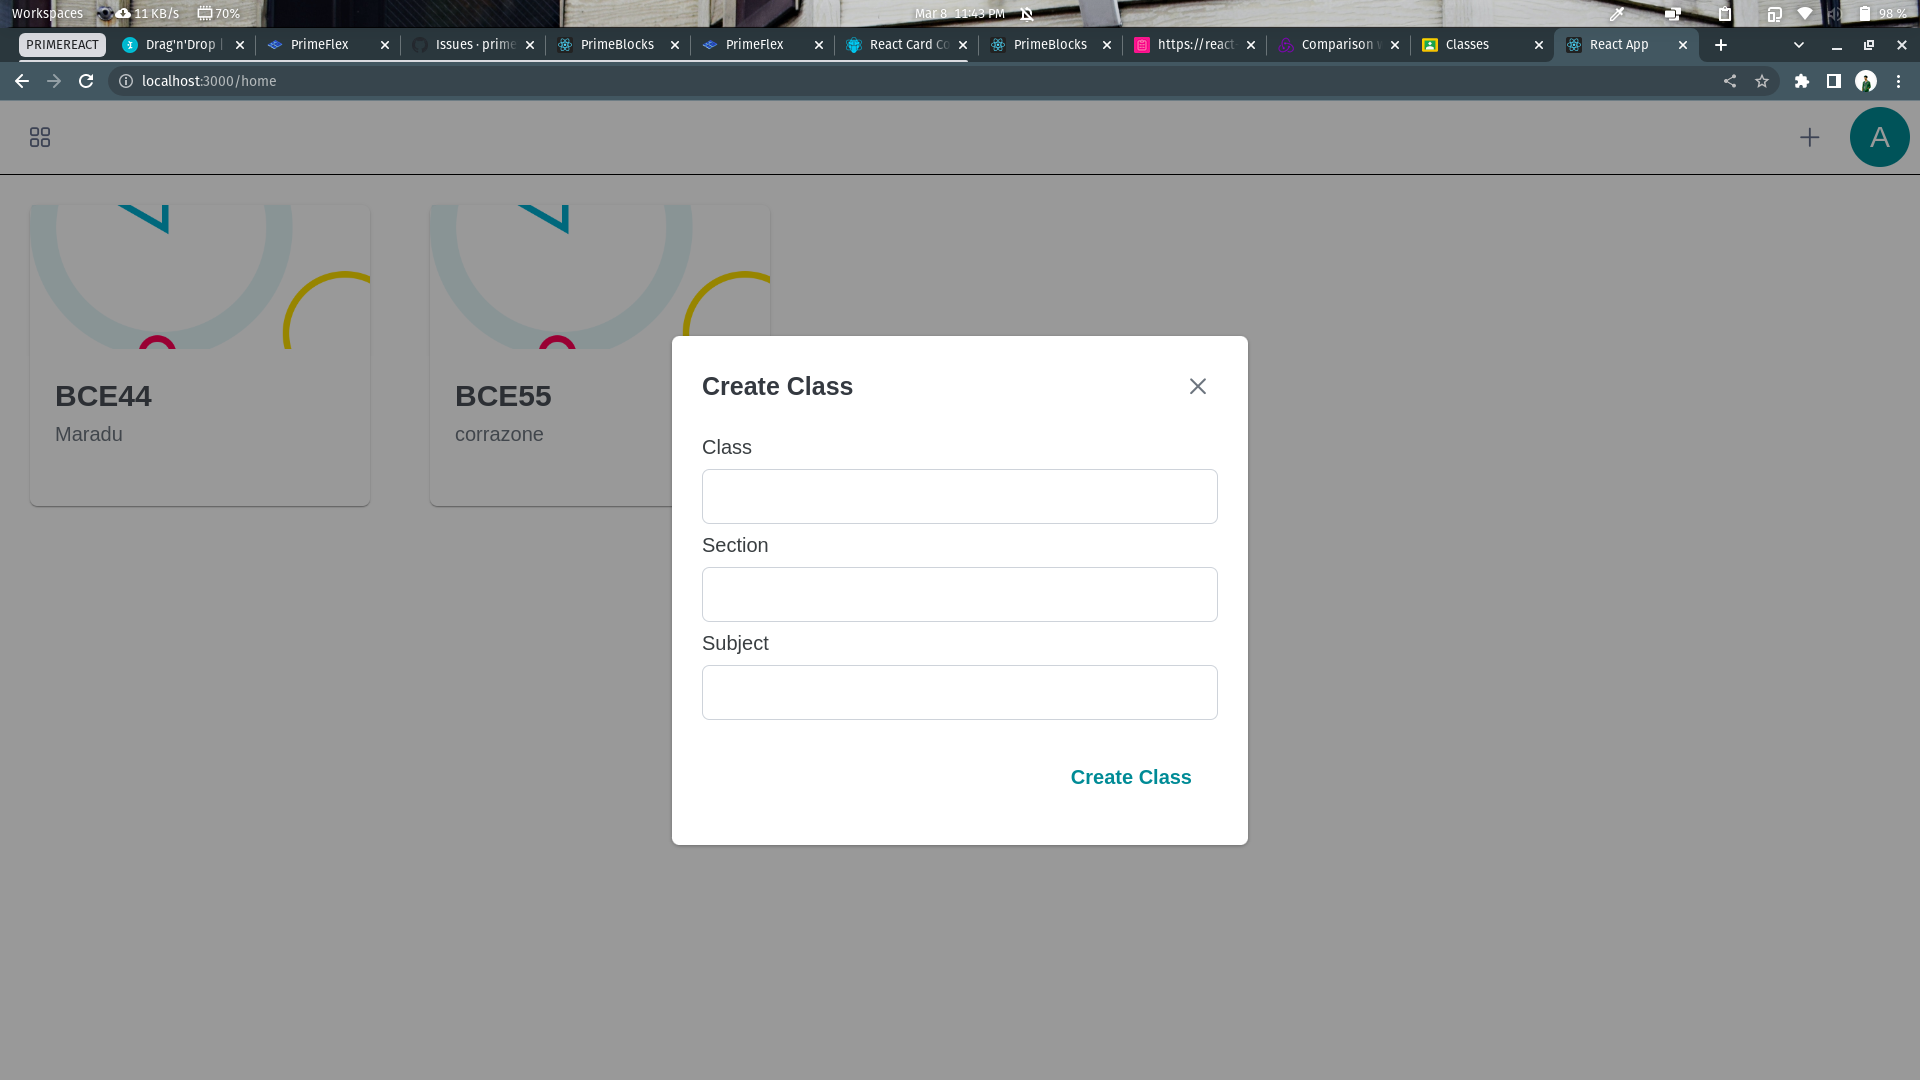 Workspaces 11 KB/s 70% Mar 8 11:43 PM 98 %
PRIMEREACT Drag'n'Drop PrimeFlex Issues · prime PrimeBlocks PrimeFlex React Card Co PrimeBlocks https://react- Comparison Classes React App
localhost:3000/home
A
BCE44
Maradu
BCE55
corrazone
Create Class
Class
Section
Subject
Create Class